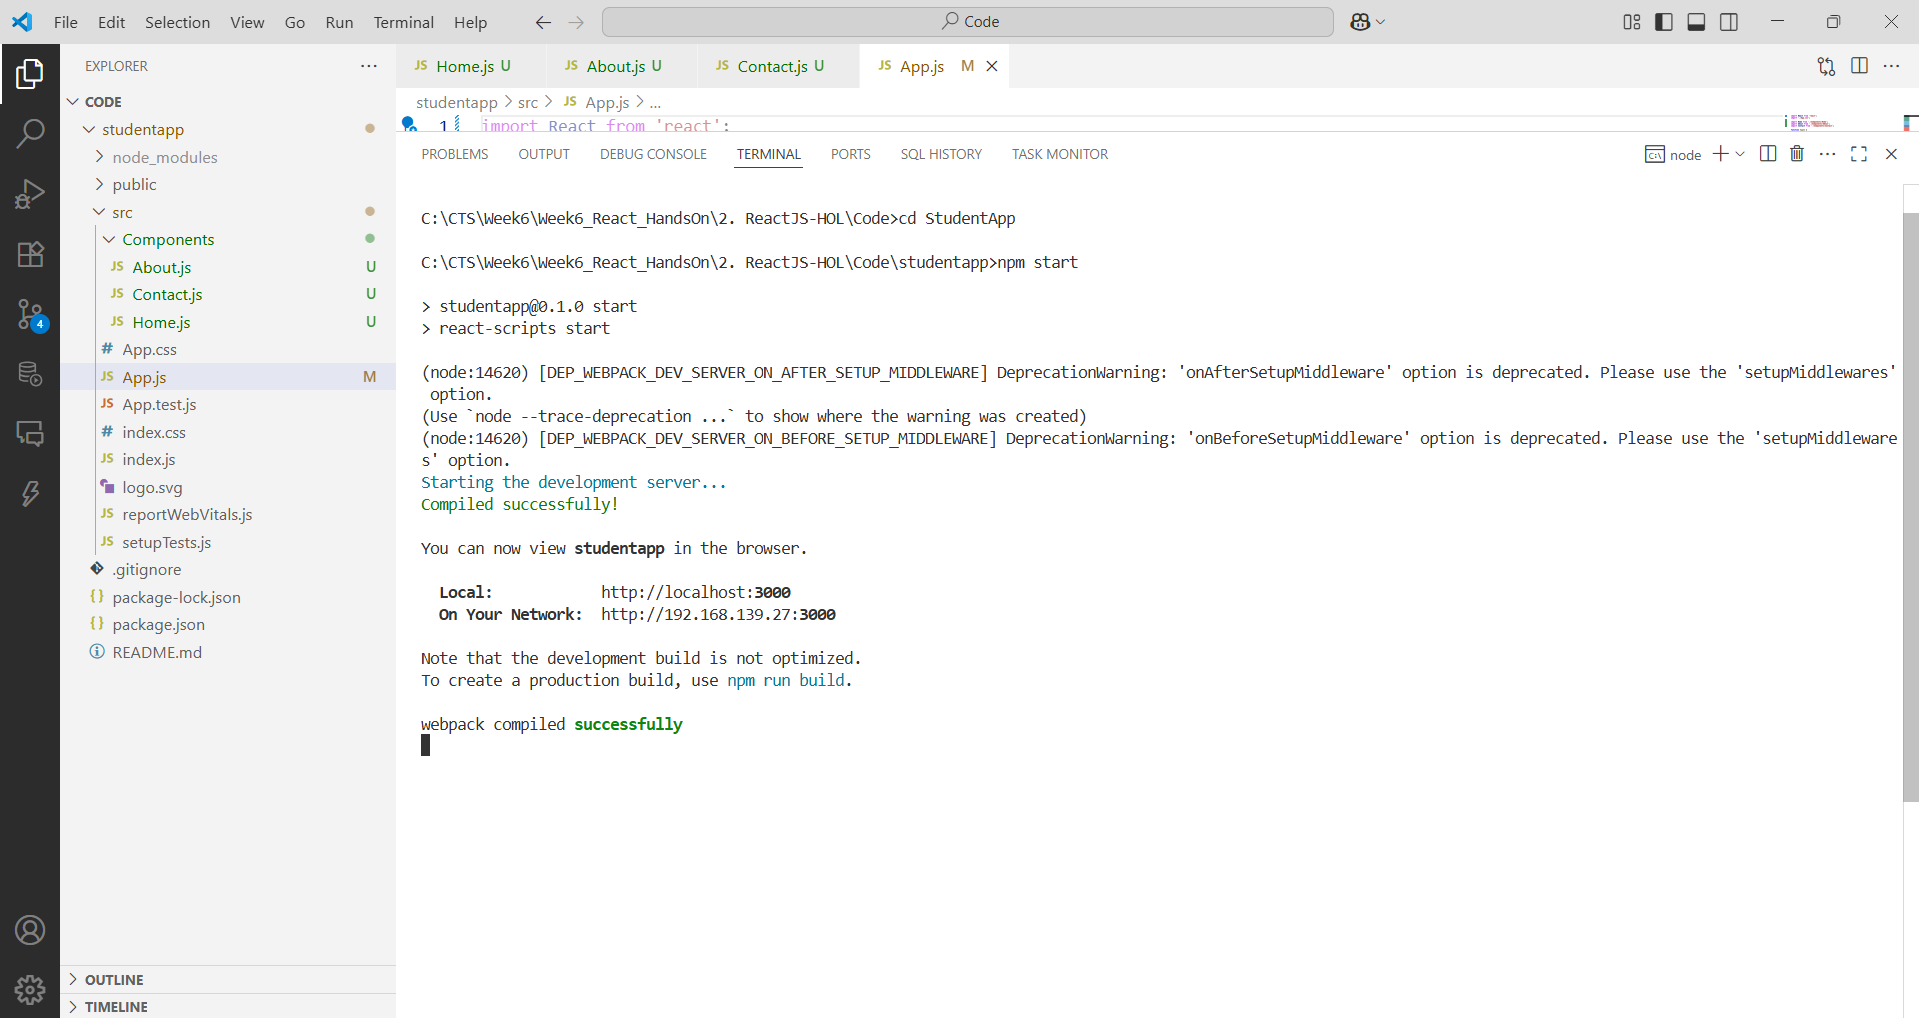 File Edit Selection View Go Run Terminal Help
Code
EXPLORER
CODE
studentapp
node_modules
public
src
Components
JS About.js U
JS Contact.js U
JS Home.js U
# App.css
JS App.js M
JS App.test.js
# index.css
JS index.js
logo.svg
JS reportWebVitals.js
JS setupTests.js
.gitignore
{} package-lock.json
{} package.json
README.md
OUTLINE
TIMELINE
4
JS Home.js U JS About.js U JS Contact.js U JS App.js M
studentapp > src > JS App.js > ...
1 import React from 'react';
PROBLEMS OUTPUT DEBUG CONSOLE TERMINAL PORTS SQL HISTORY TASK MONITOR
node
C:\CTS\Week6\Week6_React_HandsOn\2. ReactJS-HOL\Code>cd StudentApp
C:\CTS\Week6\Week6_React_HandsOn\2. ReactJS-HOL\Code\studentapp>npm start
> studentapp@0.1.0 start
> react-scripts start
(node:14620) [DEP_WEBPACK_DEV_SERVER_ON_AFTER_SETUP_MIDDLEWARE] DeprecationWarning: 'onAfterSetupMiddleware' option is deprecated. Please use the 'setupMiddlewares'
option.
(Use `node --trace-deprecation ...` to show where the warning was created)
(node:14620) [DEP_WEBPACK_DEV_SERVER_ON_BEFORE_SETUP_MIDDLEWARE] DeprecationWarning: 'onBeforeSetupMiddleware' option is deprecated. Please use the 'setupMiddleware
s' option.
Starting the development server...
Compiled successfully!
You can now view studentapp in the browser.
Local: http://localhost:3000
On Your Network: http://192.168.139.27:3000
Note that the development build is not optimized.
To create a production build, use npm run build.
webpack compiled successfully